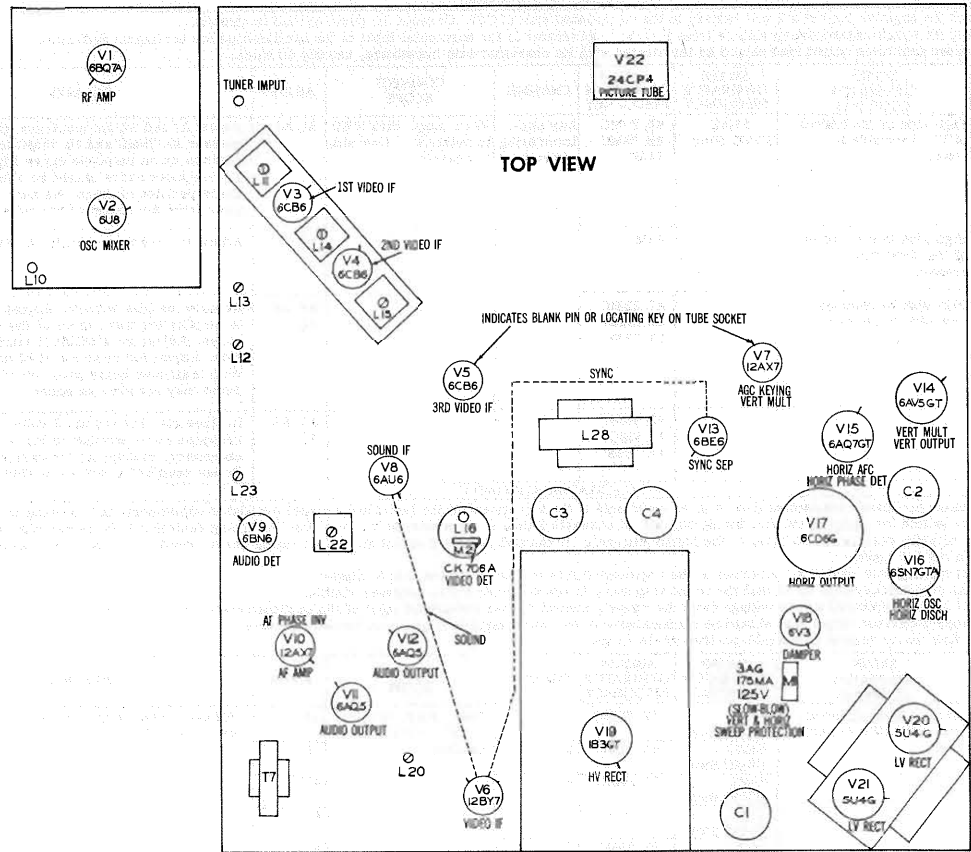 V1
6BQ7A
RF AMP
V2
6U8
OSC MIXER
L10
TUNER IMPUT
V22
24CP4
PICTURE TUBE
TOP VIEW
L11
V3
6CB6
1ST VIDEO IF
L14
V4
6CB6
2ND VIDEO IF
L15
L13
L12
L23
INDICATES BLANK PIN OR LOCATING KEY ON TUBE SOCKET
V5
6CB6
3RD VIDEO IF
SYNC
V7
12AX7
AGC KEYING
VERT MULT
V14
6AV5GT
VERT MULT
VERT OUTPUT
L28
V13
6BE6
SYNC SEP
V15
6AQ7GT
HORIZ AFC
HORIZ PHASE DET
SOUND IF
V8
6AU6
C2
C3
C4
V9
6BN6
AUDIO DET
L22
L16
M2
CK706A
VIDEO DET
V17
6CD6G
HORIZ OUTPUT
V16
6SN7GTA
HORIZ OSC
HORIZ DISCH
AF PHASE INV
V10
12AX7
AF AMP
V12
6AQ5
AUDIO OUTPUT
SOUND
V18
6V3
DAMPER
3AG
175MA
125V
M1
(SLOW-BLOW)
VERT & HORIZ
SWEEP PROTECTION
V11
6AQ5
AUDIO OUTPUT
V19
1B3GT
HV RECT
V20
5U4G
LV RECT
L20
T7
V6
12BY7
VIDEO IF
V21
5U4G
LV RECT
C1